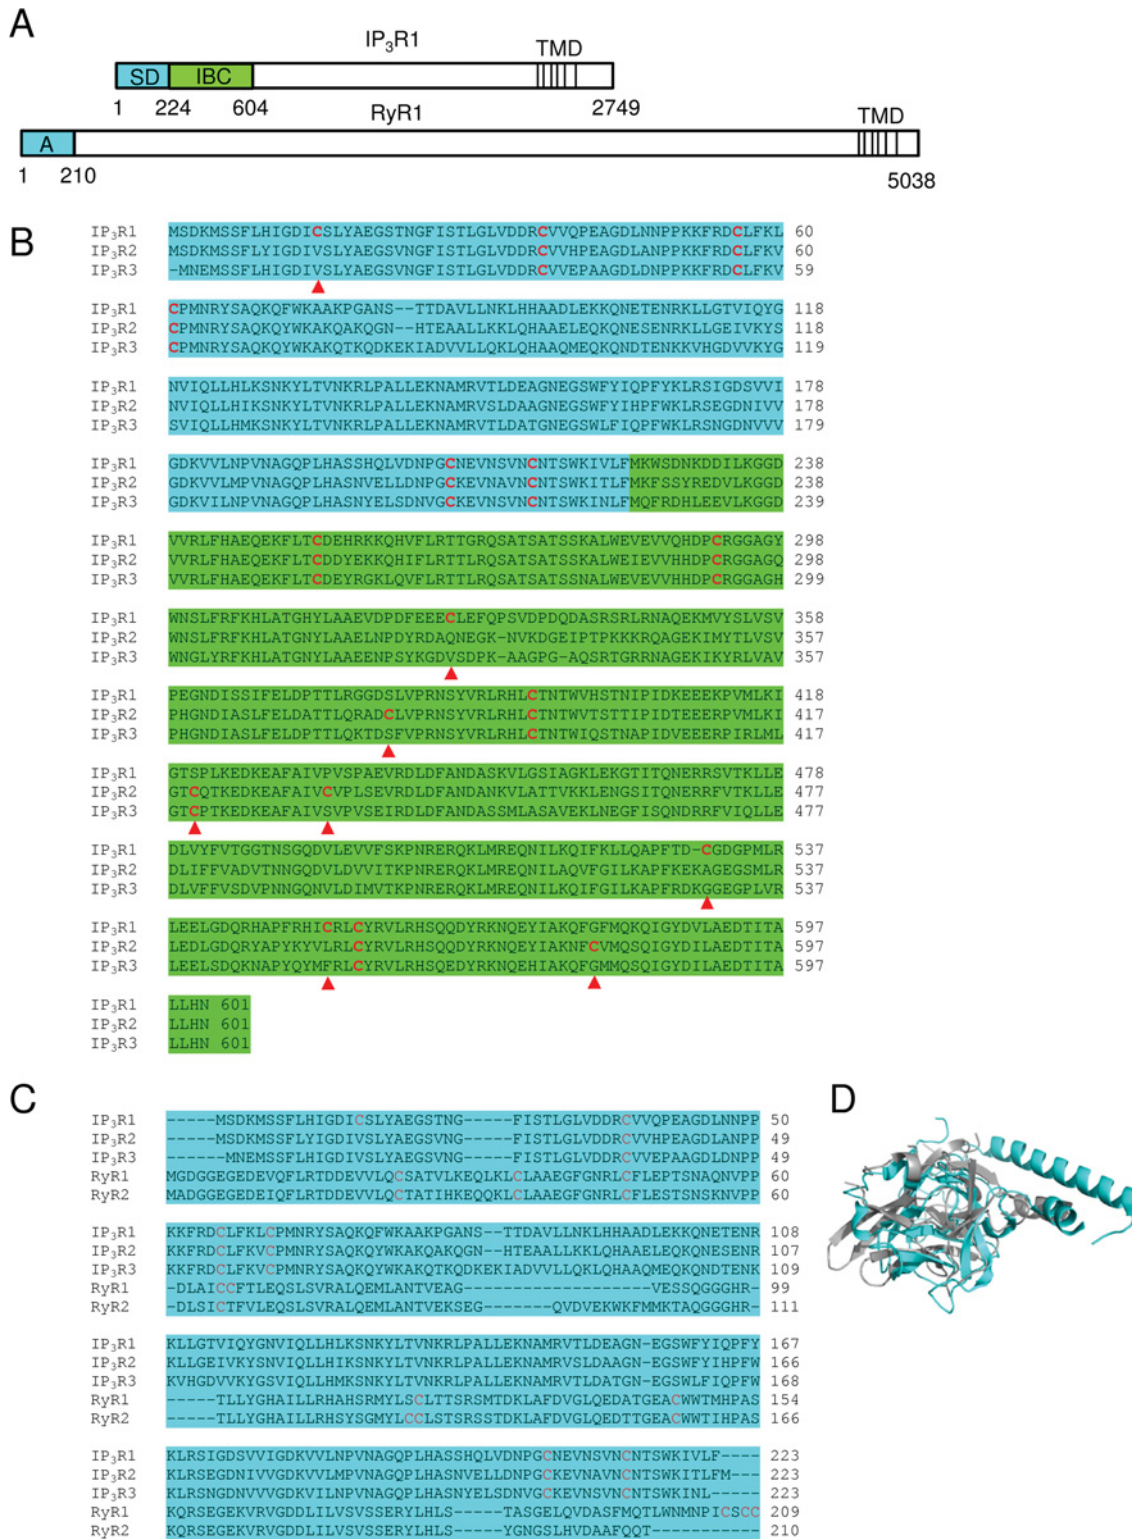 A
IP3R1
TMD
SD IBC
1 224 604 2749
RyR1
TMD
A
1 210 5038
B
IP3R1 MSDKMSSFLHIGDICSLYAEGSTNGFISTLGLVDDRCVVQPEAGDLNNPPKKFRDCLFKL 60
IP3R2 MSDKMSSFLYIGDIVSLYAEGSVNGFISTLGLVDDRCVVHPEAGDLANPPKKFRDCLFKV 60
IP3R3 -MNEMSSFLHIGDIVSLYAEGSVNGFISTLGLVDDRCVVEPAAGDLDNPPKKFRDCLFKV 59
IP3R1 CPMNRYSAQKQFWKAAKPGANS--TTDAVLLNKLHHAADLEKKQNETENRKLLGTVIQYG 118
IP3R2 CPMNRYSAQKQYWKAKQAKQGN--HTEAALLKKLQHAAELEQKQNESENRKLLGEIVKYS 118
IP3R3 CPMNRYSAQKQYWKAKQTKQDKEKIADVVLLQKLQHAAQMEQKQNDTENKKVHGDVVKYG 119
IP3R1 NVIQLLHLKSNKYLTVNKRLPALLEKNAMRVTLDEAGNEGSWFYIQPFYKLRSIGDSVVI 178
IP3R2 NVIQLLHIKSNKYLTVNKRLPALLEKNAMRVSLDAAGNEGSWFYIHPFWKLRSEGDNIVV 178
IP3R3 SVIQLLHMKSNKYLTVNKRLPALLEKNAMRVTLDATGNEGSWLFIQPFWKLRSNGDNVVV 179
IP3R1 GDKVVLNPVNAGQPLHASSHQLVDNPGCNEVNSVNCNTSWKIVLFMKWSDNKDDILKGGD 238
IP3R2 GDKVVLMPVNAGQPLHASNVELLDNPGCKEVNAVNCNTSWKITLFMKFSSYREDVLKGGD 238
IP3R3 GDKVILNPVNAGQPLHASNYELSDNVGCKEVNSVNCNTSWKINLFMQFRDHLEEVLKGGD 239
IP3R1 VVRLFHAEQEKFLTCDEHRKKQHVFLRTTGRQSATSATSSKALWEVEVVQHDPCRGGAGY 298
IP3R2 VVRLFHAEQEKFLTCDDYEKKQHIFLRTTLRQSATSATSSKALWEIEVVHHDPCRGGAGQ 298
IP3R3 VVRLFHAEQEKFLTCDEYRGKLQVFLRTTLRQSATSATSSNALWEVEVVHHDPCRGGAGH 299
IP3R1 WNSLFRFKHLATGHYLAAEVDPDFEEECLEFQPSVDPDQDASRSRLRNAQEKMVYSLVSV 358
IP3R2 WNSLFRFKHLATGNYLAAELNPDYRDAQNEGK-NVKDGEIPTPKKKRQAGEKIMYTLVSV 357
IP3R3 WNGLYRFKHLATGNYLAAEENPSYKGDVSDPK-AAGPG-AQSRTGRRNAGEKIKYRLVAV 357
IP3R1 PEGNDISSIFELDPTTLRGGDSLVPRNSYVRLRHLCTNTWVHSTNIPIDKEEEKPVMLKI 418
IP3R2 PHGNDIASLFELDATTLQRADCLVPRNSYVRLRHLCTNTWVTSTTIPIDTEEERPVMLKI 417
IP3R3 PHGNDIASLFELDPTTLQKTDSFVPRNSYVRLRHLCTNTWIQSTNAPIDVEEERPIRLML 417
IP3R1 GTSPLKEDKEAFAIVPVSPAEVRDLDFANDASKVLGSIAGKLEKGTITQNERRSVTKLLE 478
IP3R2 GTCQTKEDKEAFAIVCVPLSEVRDLDFANDANKVLATTVKKLENGSITQNERRFVTKLLE 477
IP3R3 GTCPTKEDKEAFAIVSVPVSEIRDLDFANDASSMLASAVEKLNEGFISQNDRRFVIQLLE 477
IP3R1 DLVYFVTGGTNSGQDVLEVVFSKPNRERQKLMREQNILKQIFKLLQAPFTD-CGDGPMLR 537
IP3R2 DLIFFVADVTNNGQDVLDVVITKPNRERQKLMREQNILAQVFGILKAPFKEKAGEGSMLR 537
IP3R3 DLVFFVSDVPNNGQNVLDIMVTKPNRERQKLMREQNILKQIFGILKAPFRDKGGEGPLVR 537
IP3R1 LEELGDQRHAPFRHICRLCYRVLRHSQQDYRKNQEYIAKQFGFMQKQIGYDVLAEDTITA 597
IP3R2 LEDLGDQRYAPYKYVLRLCYRVLRHSQQDYRKNQEYIAKNFCVMQSQIGYDILAEDTITA 597
IP3R3 LEELSDQKNAPYQYMFRLCYRVLRHSQEDYRKNQEHIAKQFGMMQSQIGYDILAEDTITA 597
IP3R1 LLHN 601
IP3R2 LLHN 601
IP3R3 LLHN 601
C
IP3R1 -----MSDKMSSFLHIGDICSLYAEGSTNG-----FISTLGLVDDRCVVQPEAGDLNNPP 50
IP3R2 -----MSDKMSSFLYIGDIVSLYAEGSVNG-----FISTLGLVDDRCVVHPEAGDLANPP 49
IP3R3 ------MNEMSSFLHIGDIVSLYAEGSVNG-----FISTLGLVDDRCVVEPAAGDLDNPP 49
RyR1 MGDGGEGEDEVQFLRTDDEVVLQCSATVLKEQLKLCLAAEGFGNRLCFLEPTSNAQNVPP 60
RyR2 MADGGEGEDEIQFLRTDDEVVLQCTATIHKEQQKLCLAAEGFGNRLCFLESTSNSKNVPP 60
IP3R1 KKFRDCLFKLCPMNRYSAQKQFWKAAKPGANS--TTDAVLLNKLHHAADLEKKQNETENR 108
IP3R2 KKFRDCLFKVCPMNRYSAQKQYWKAKQAKQGN--HTEAALLKKLQHAAELEQKQNESENR 107
IP3R3 KKFRDCLFKVCPMNRYSAQKQYWKAKQTKQDKEKIADVVLLQKLQHAAQMEQKQNDTENK 109
RyR1 -DLAICCFTLEQSLSVRALQEMLANTVEAG-------------------VESSQGGGHR- 99
RyR2 -DLSICTFVLEQSLSVRALQEMLANTVEKSEG-------QVDVEKWKFMMKTAQGGGHR- 111
IP3R1 KLLGTVIQYGNVIQLLHLKSNKYLTVNKRLPALLEKNAMRVTLDEAGN-EGSWFYIQPFY 167
IP3R2 KLLGEIVKYSNVIQLLHIKSNKYLTVNKRLPALLEKNAMRVSLDAAGN-EGSWFYIHPFW 166
IP3R3 KVHGDVVKYGSVIQLLHMKSNKYLTVNKRLPALLEKNAMRVTLDATGN-EGSWLFIQPFW 168
RyR1 -----TLLYGHAILLRHAHSRMYLSCLTTSRSMTDKLAFDVGLQEDATGEACWWTMHPAS 154
RyR2 -----TLLYGHAILLRHSYSGMYLCCLSTSRSSTDKLAFDVGLQEDTTGEACWWTIHPAS 166
IP3R1 KLRSIGDSVVIGDKVVLNPVNAGQPLHASSHQLVDNPGCNEVNSVNCNTSWKIVLF---- 223
IP3R2 KLRSEGDNIVVGDKVVLMPVNAGQPLHASNVELLDNPGCKEVNAVNCNTSWKITLFM---- 223
IP3R3 KLRSNGDNVVVGDKVILNPVNAGQPLHASNYELSDNVGCKEVNSVNCNTSWKINL----- 223
RyR1 KQRSEGEKVRVGDDLILVSVSSERYLHLS-----TASGELQVDASFMQTLWNMNPICSCC 209
RyR2 KQRSEGEKVRVGDDLILVSVSSERYLHLS-----YGNGSLHVDAAFQQT----------- 210
D